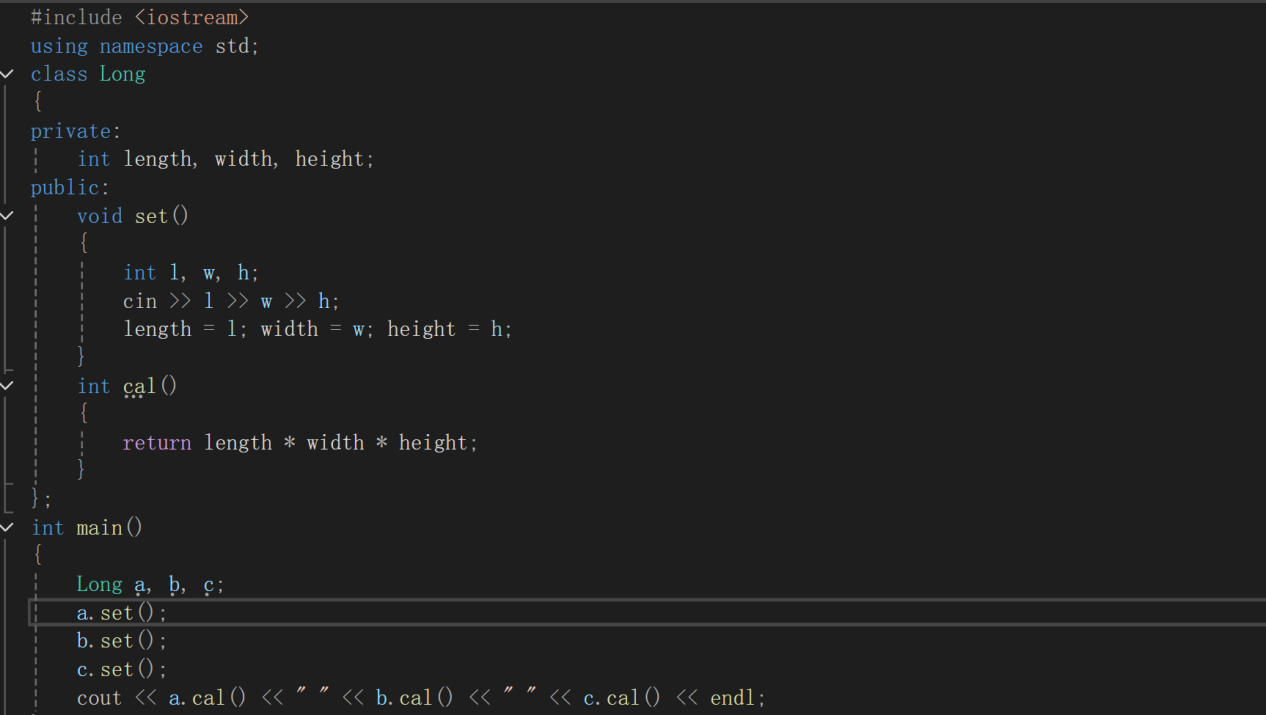 #include <iostream>
using namespace std;
class Long
{
private:
    int length, width, height;
public:
    void set()
    {
        int l, w, h;
        cin >> l >> w >> h;
        length = l; width = w; height = h;
    }
    int cal()
    {
        return length * width * height;
    }
};
int main()
{
    Long a, b, c;
    a.set();
    b.set();
    c.set();
    cout << a.cal() << " " << b.cal() << " " << c.cal() << endl;